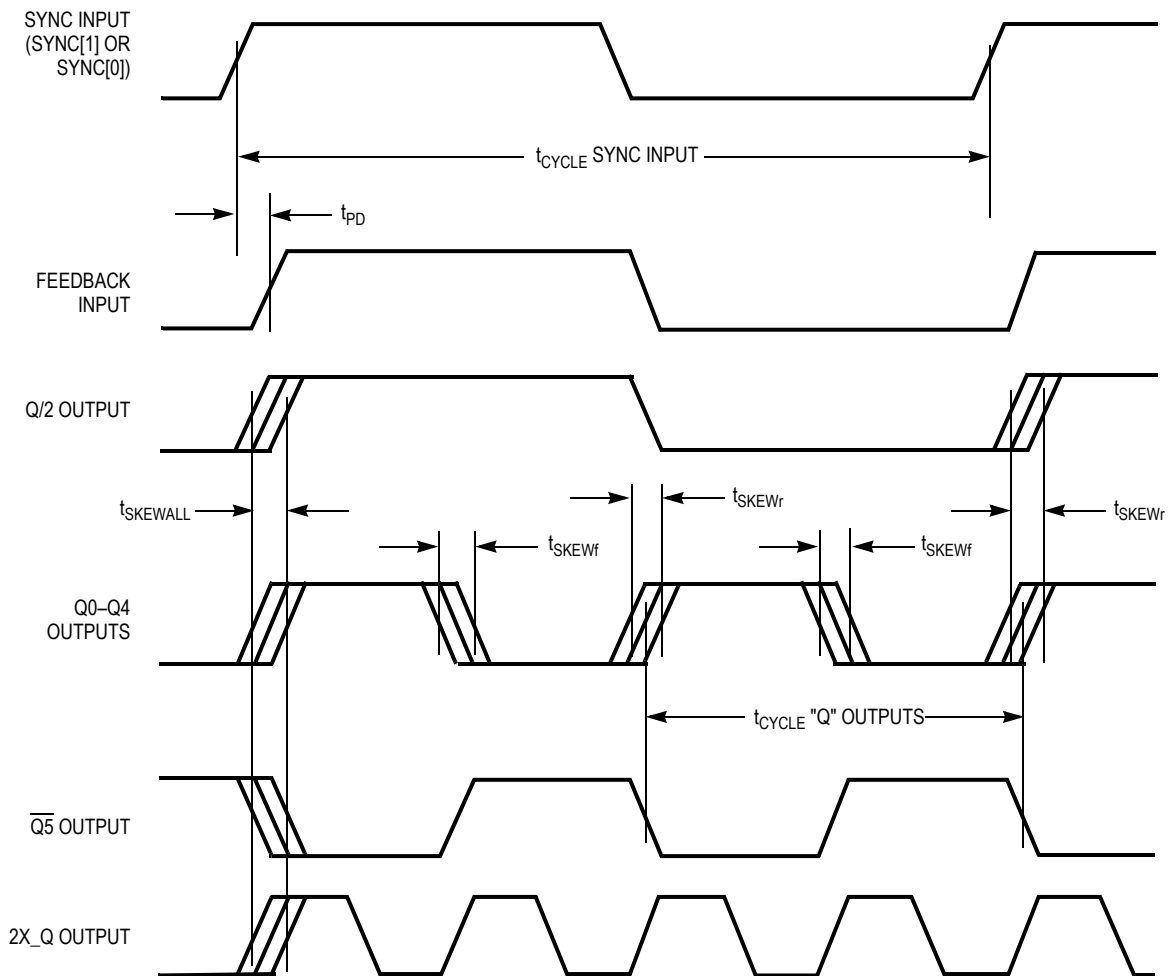 SYNC INPUT
(SYNC[1] OR
SYNC[0])
tCYCLE SYNC INPUT
tPD
FEEDBACK
INPUT
Q/2 OUTPUT
tSKEWALL
tSKEWr
tSKEWr
tSKEWf
tSKEWf
Q0–Q4
OUTPUTS
tCYCLE "Q" OUTPUTS
Q5 OUTPUT
2X_Q OUTPUT